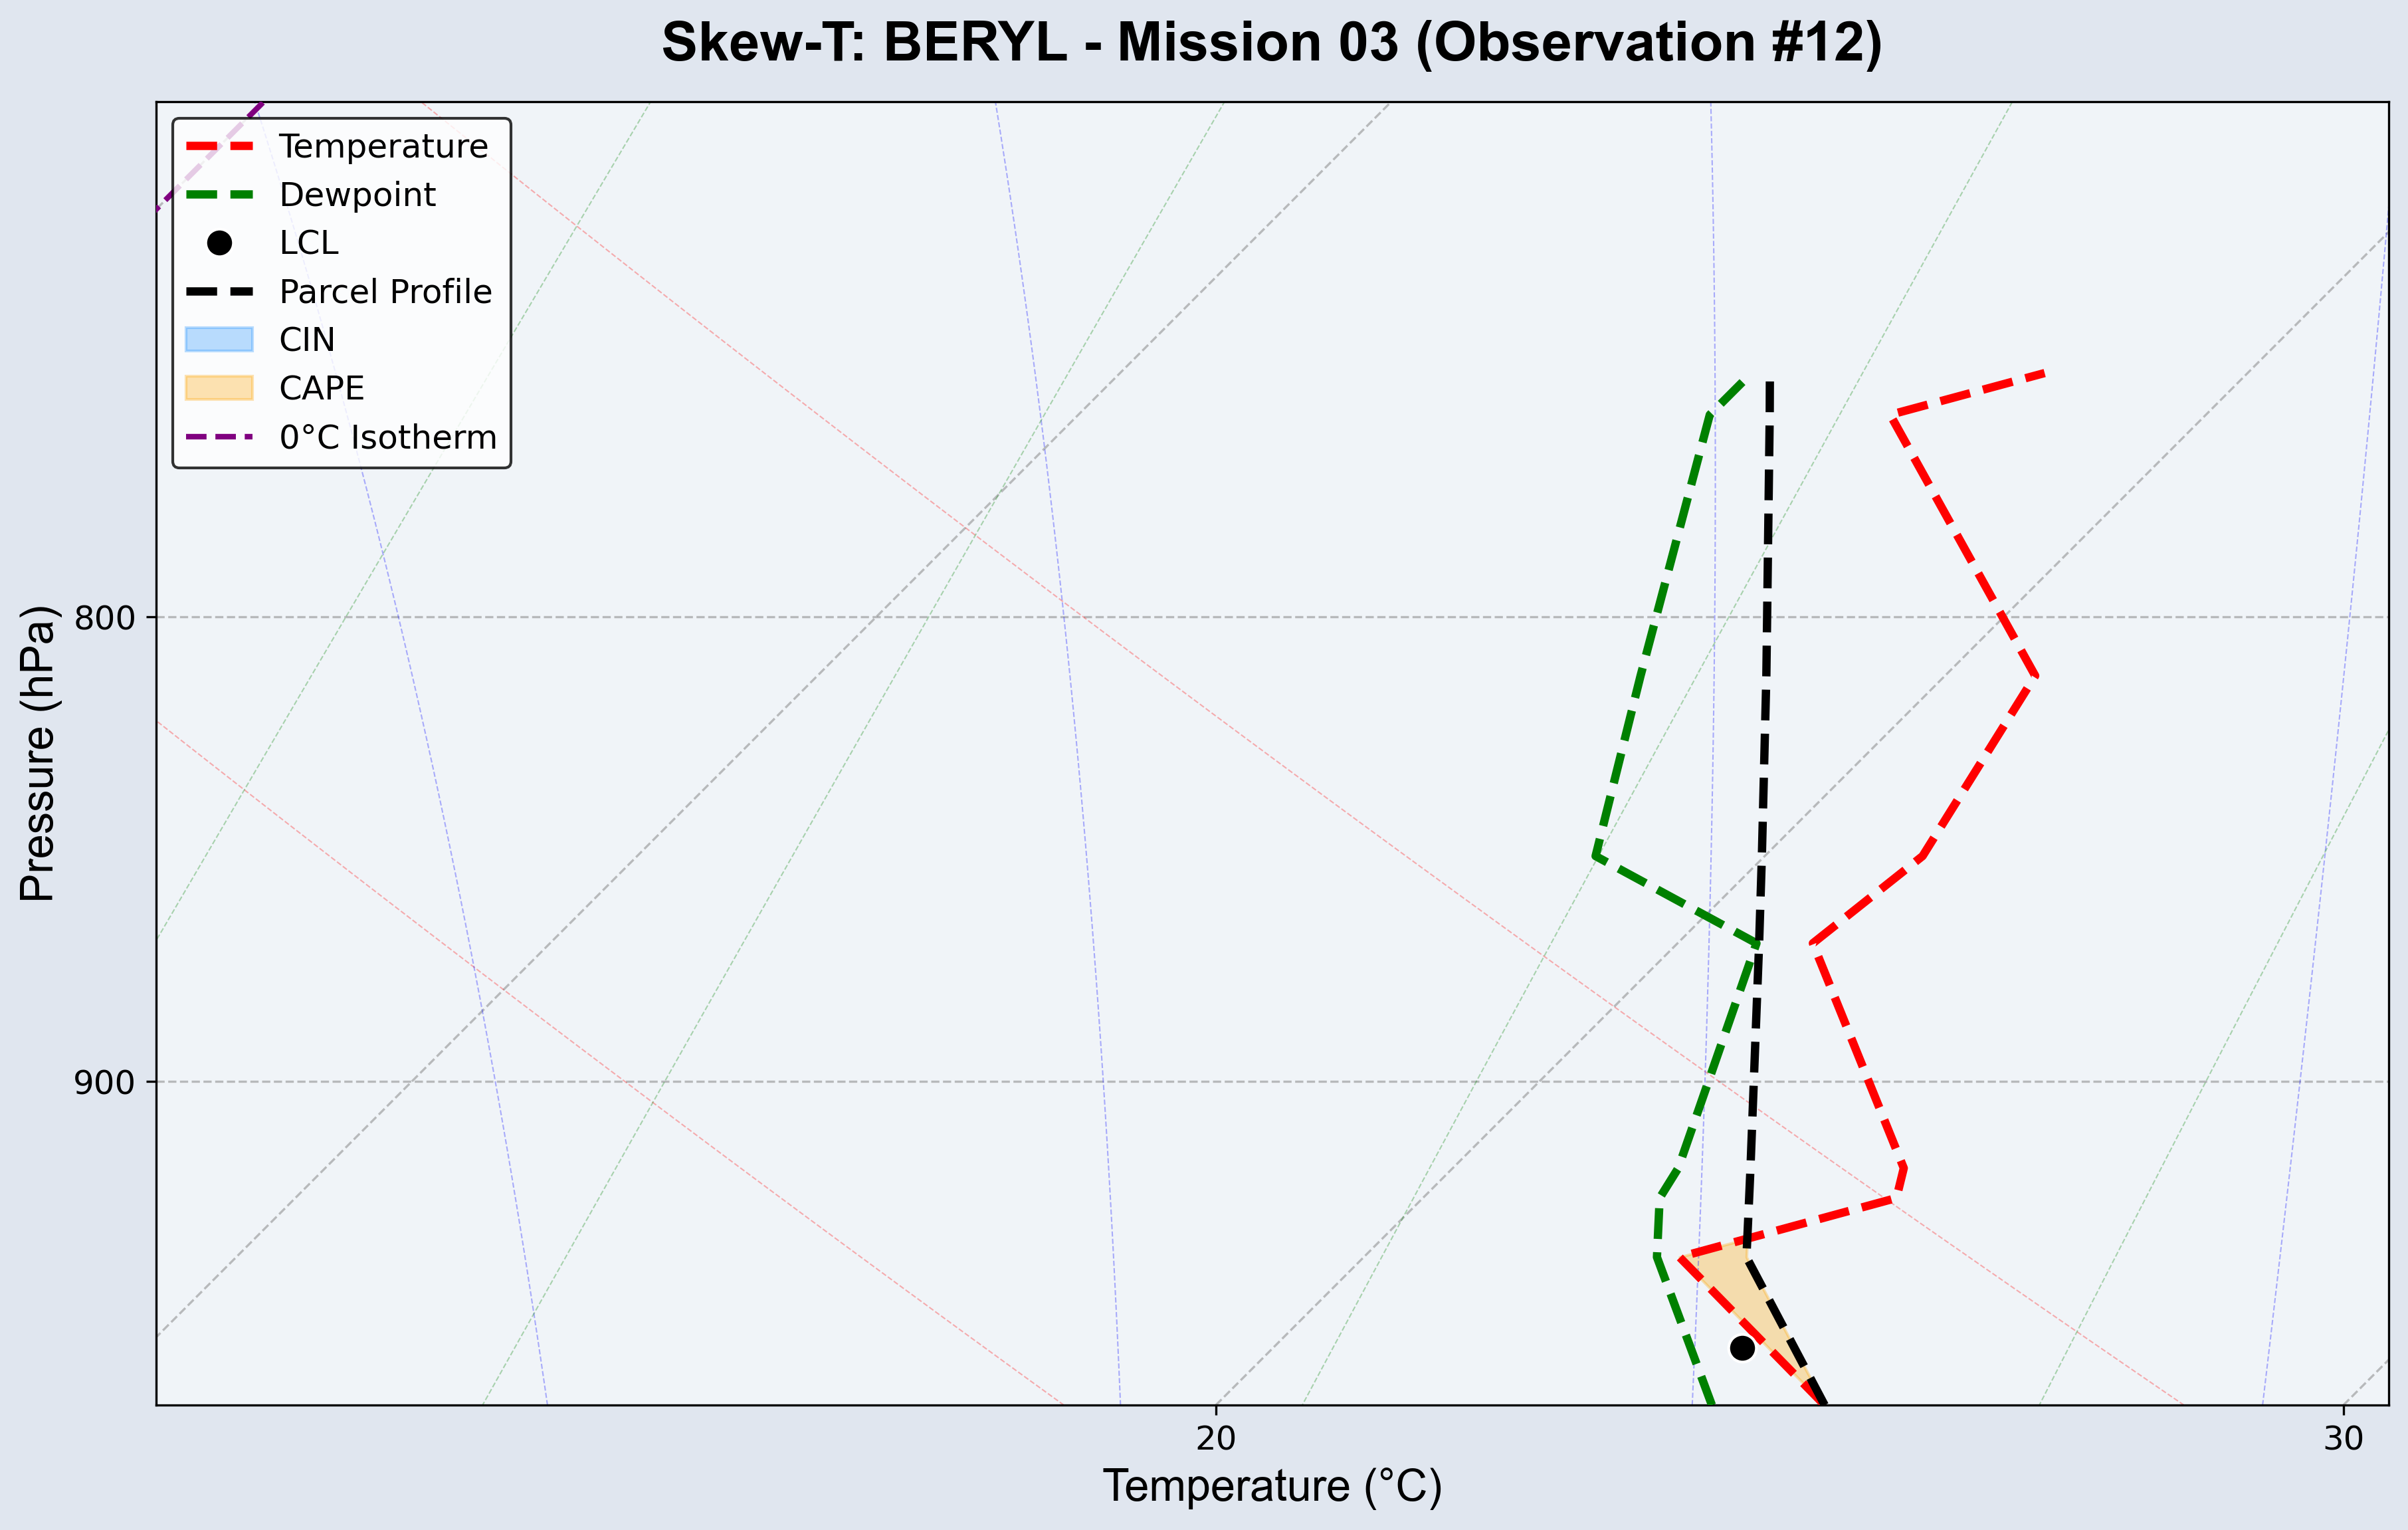 Skew-T: BERYL - Mission 03 (Observation #12)
Temperature
Dewpoint
LCL
Parcel Profile
CIN
CAPE
0°C Isotherm
Pressure (hPa)
800
900
20
30
Temperature (°C)